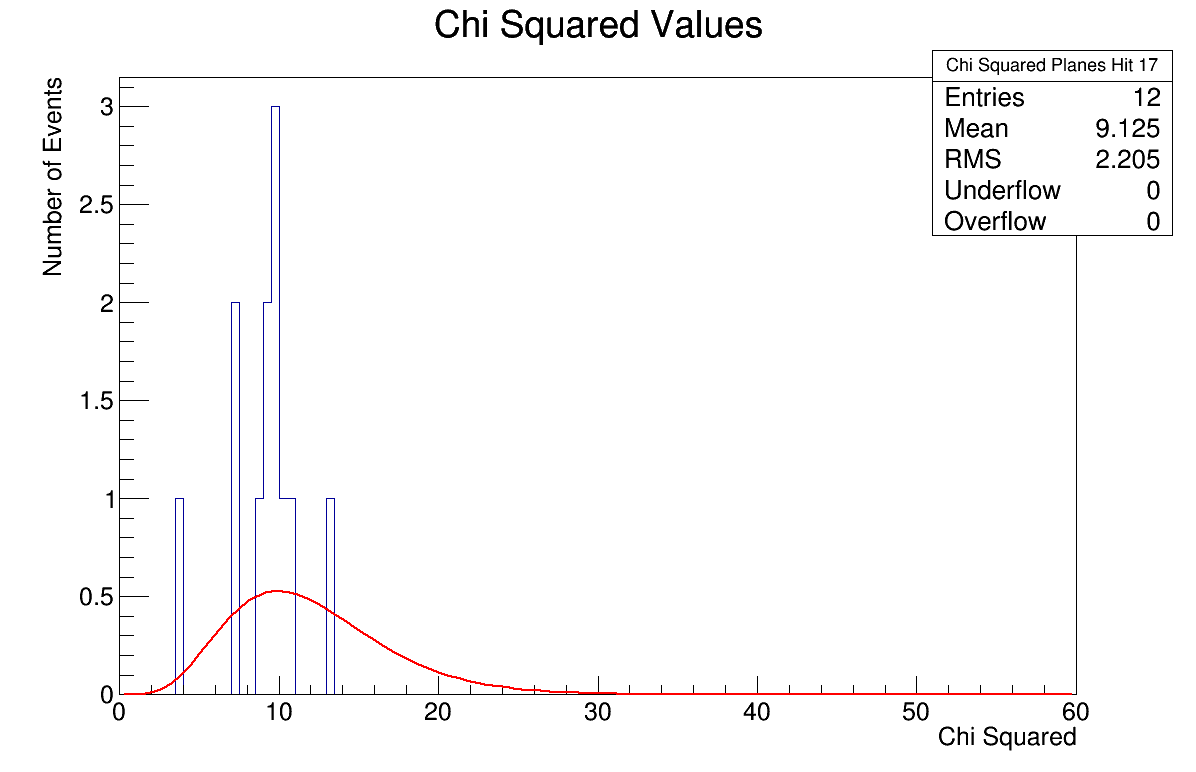 Chi Squared Values
Chi Squared Planes Hit 17
Entries 12
Mean 9.125
RMS 2.205
Underflow 0
Overflow 0
Number of Events
3
2.5
2
1.5
1
0.5
0
0 10 20 30 40 50 60
Chi Squared